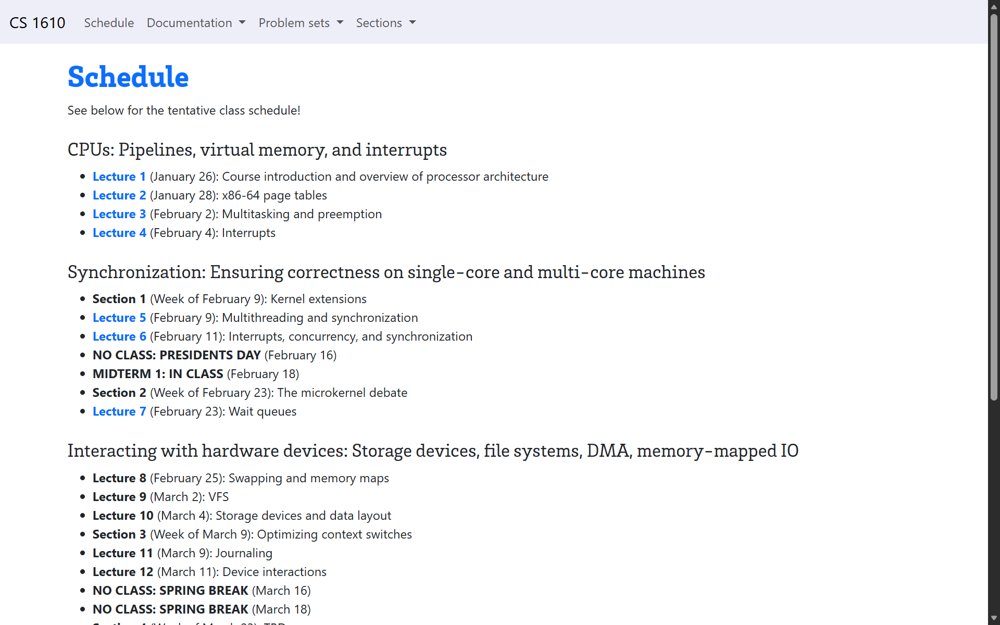 CS 1610 Schedule Documentation Problem sets Sections
Schedule
See below for the tentative class schedule!
CPUs: Pipelines, virtual memory, and interrupts
Lecture 1 (January 26): Course introduction and overview of processor architecture
Lecture 2 (January 28): x86-64 page tables
Lecture 3 (February 2): Multitasking and preemption
Lecture 4 (February 4): Interrupts
Synchronization: Ensuring correctness on single-core and multi-core machines
Section 1 (Week of February 9): Kernel extensions
Lecture 5 (February 9): Multithreading and synchronization
Lecture 6 (February 11): Interrupts, concurrency, and synchronization
NO CLASS: PRESIDENTS DAY (February 16)
MIDTERM 1: IN CLASS (February 18)
Section 2 (Week of February 23): The microkernel debate
Lecture 7 (February 23): Wait queues
Interacting with hardware devices: Storage devices, file systems, DMA, memory-mapped IO
Lecture 8 (February 25): Swapping and memory maps
Lecture 9 (March 2): VFS
Lecture 10 (March 4): Storage devices and data layout
Section 3 (Week of March 9): Optimizing context switches
Lecture 11 (March 9): Journaling
Lecture 12 (March 11): Device interactions
NO CLASS: SPRING BREAK (March 16)
NO CLASS: SPRING BREAK (March 18)